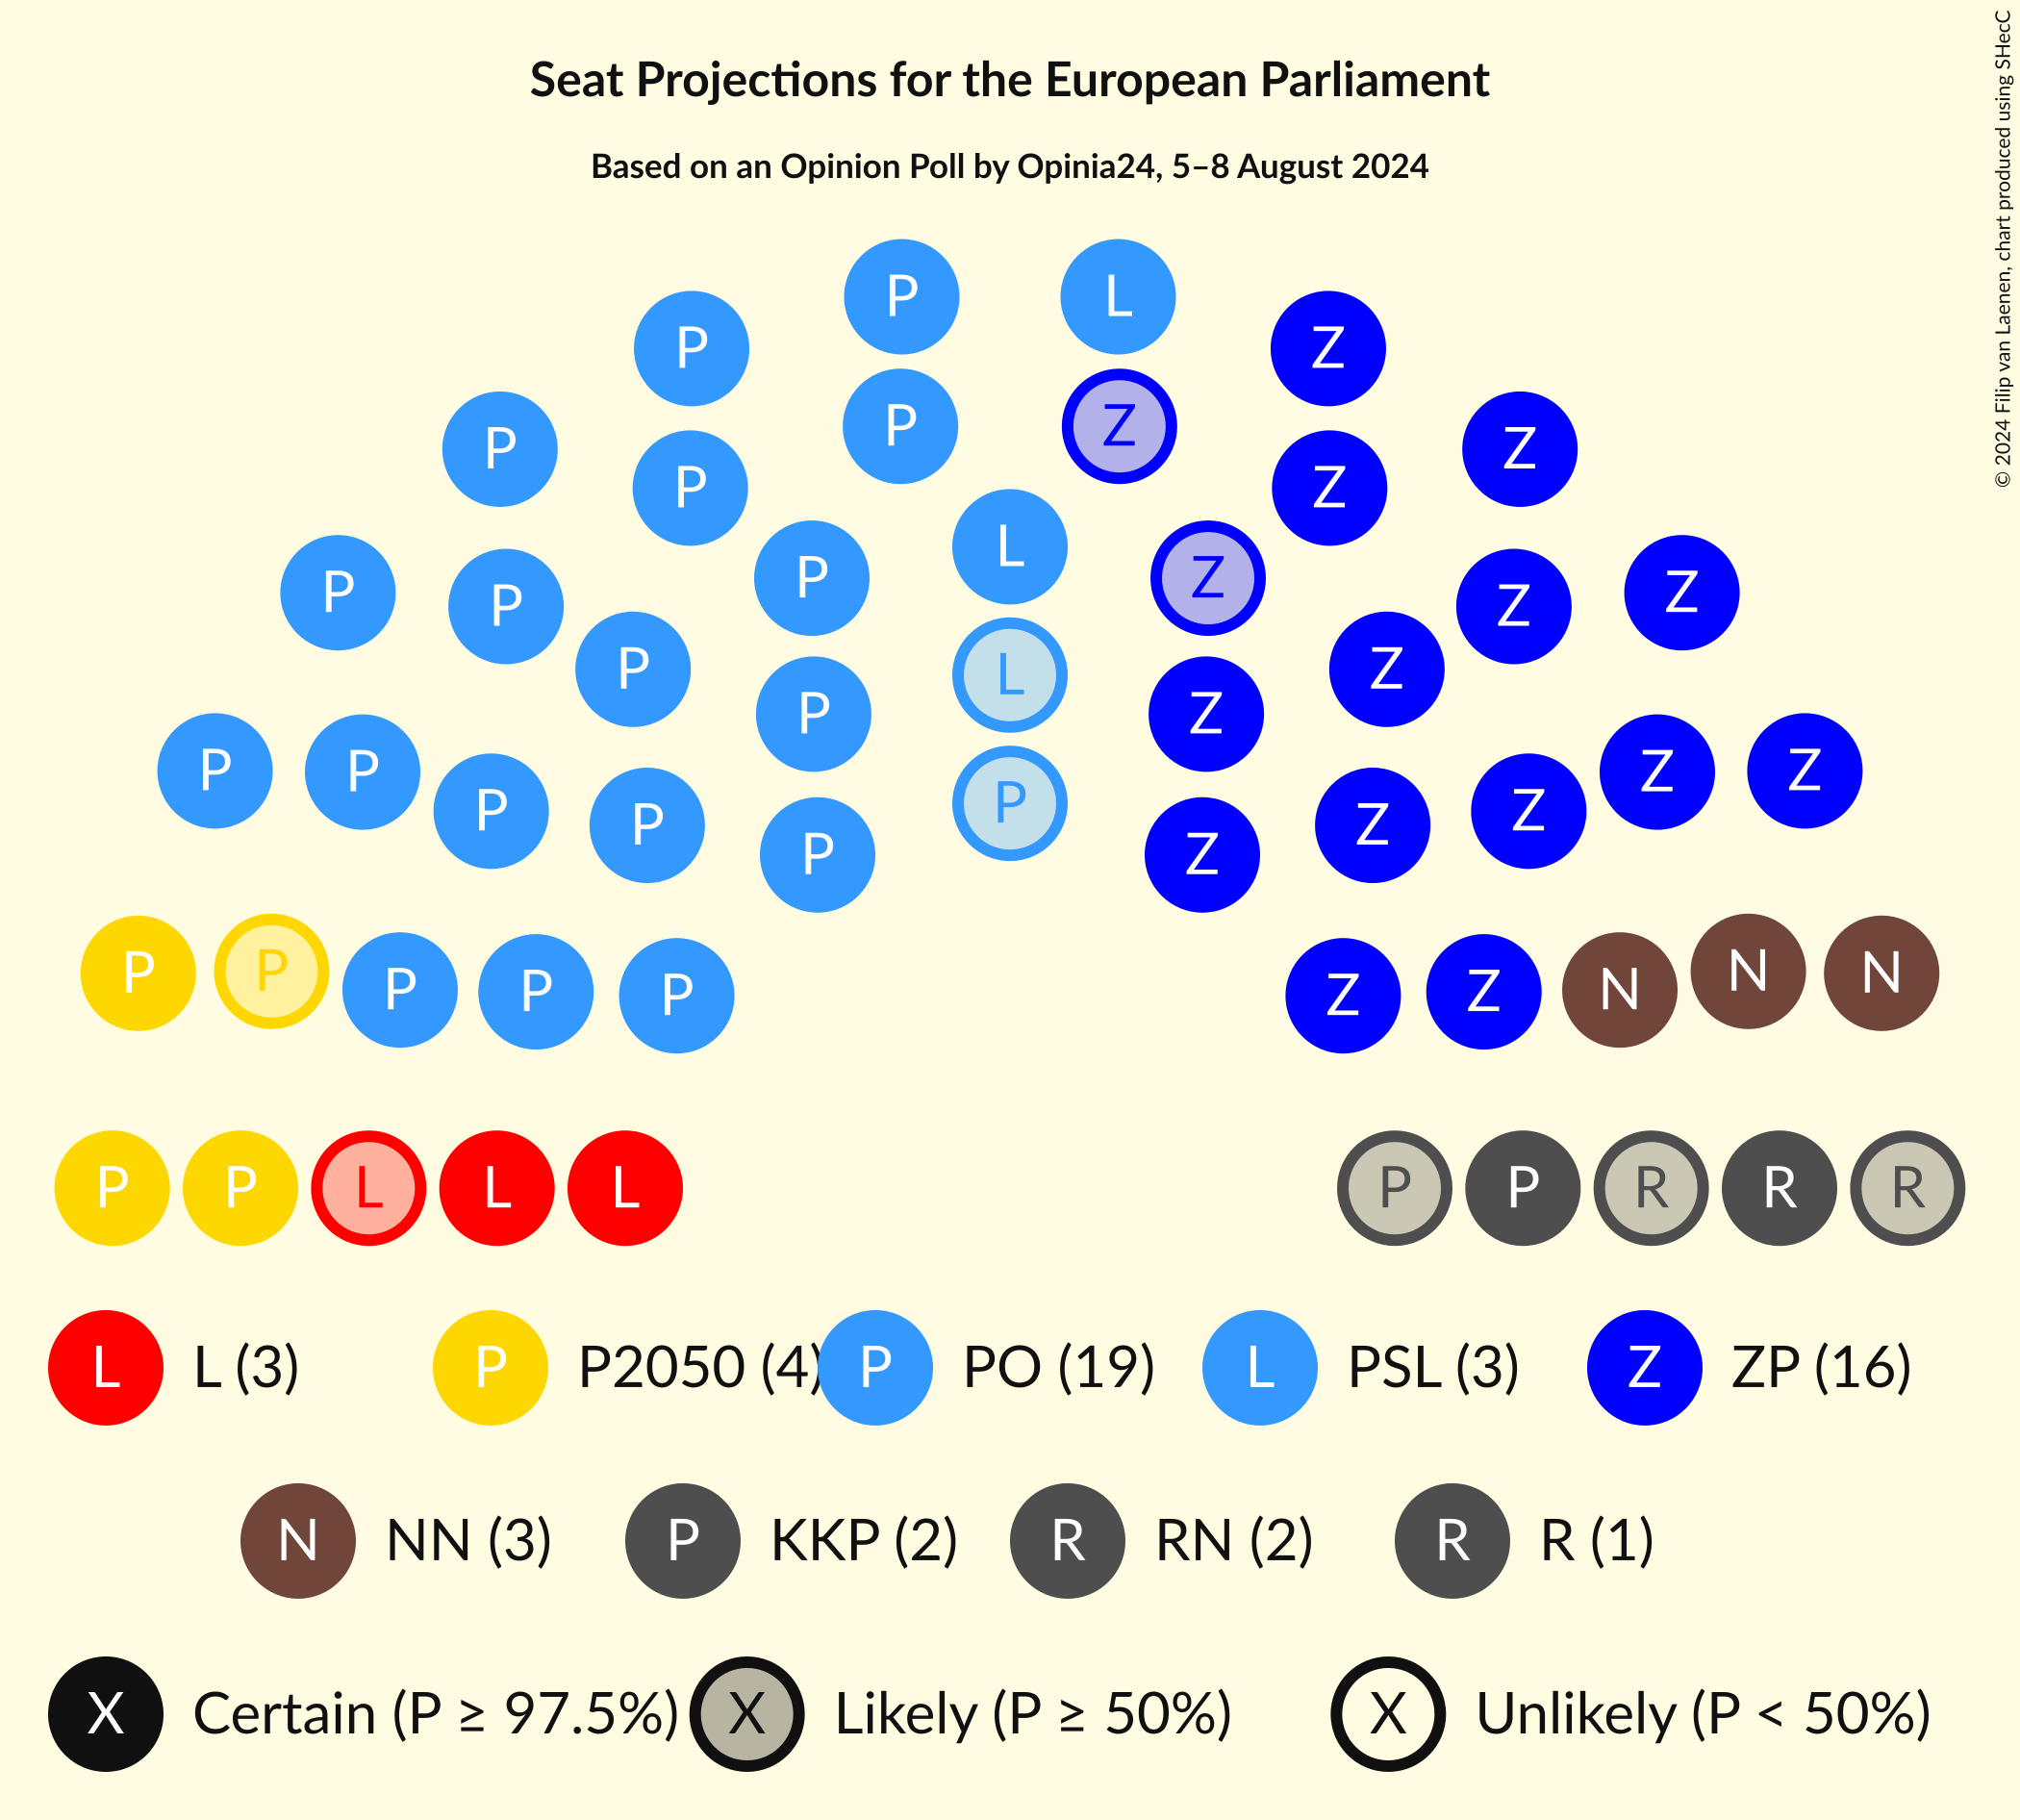 Seat Projections for the European Parliament
Based on an Opinion Poll by Opinia24, 5–8 August 2024
© 2024 Filip van Laenen, chart produced using SHecC
P L
P Z
P Z
P Z
P Z
P Z
L
P Z
P Z Z
P Z
L
P Z
P P Z Z
P
P P Z Z
P Z
P P N N
P P P Z Z N N
P P L L L P P R R R
L L (3) P P2050 (4) P PO (19) L PSL (3) Z ZP (16)
N NN (3) P KKP (2) R RN (2) R R (1)
X Certain (P ≥ 97.5%) X Likely (P ≥ 50%) X Unlikely (P < 50%)